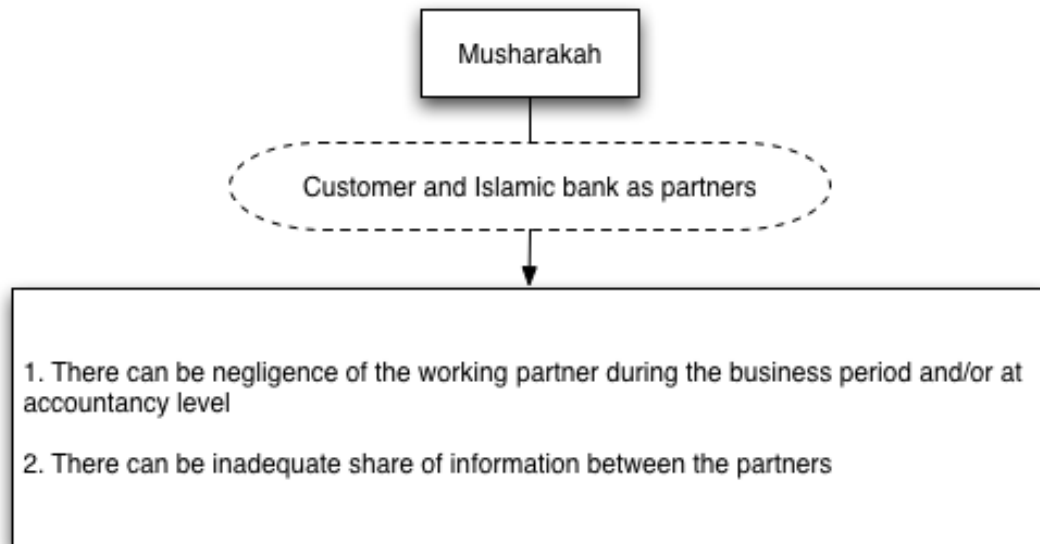 Musharakah
Customer and Islamic bank as partners
1. There can be negligence of the working partner during the business period and/or at
accountancy level
2. There can be inadequate share of information between the partners